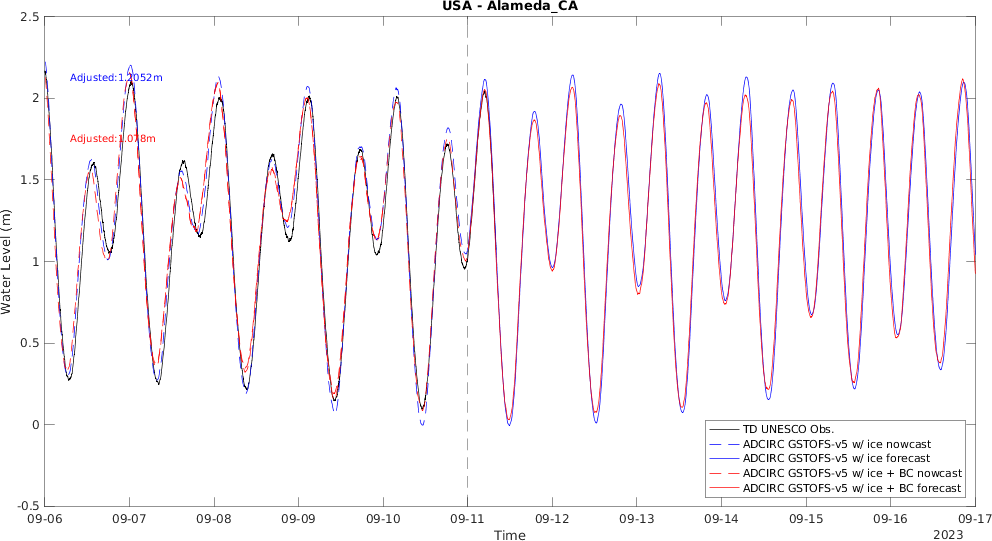 USA - Alameda_CA
2.5
2
1.5
1
0.5
0
-0.5
Water Level (m)
Adjusted:1.2052m
Adjusted:1.078m
TD UNESCO Obs.
ADCIRC GSTOFS-v5 w/ ice nowcast
ADCIRC GSTOFS-v5 w/ ice forecast
ADCIRC GSTOFS-v5 w/ ice + BC nowcast
ADCIRC GSTOFS-v5 w/ ice + BC forecast
09-06 09-07 09-08 09-09 09-10 09-11 09-12 09-13 09-14 09-15 09-16 09-17
Time
2023